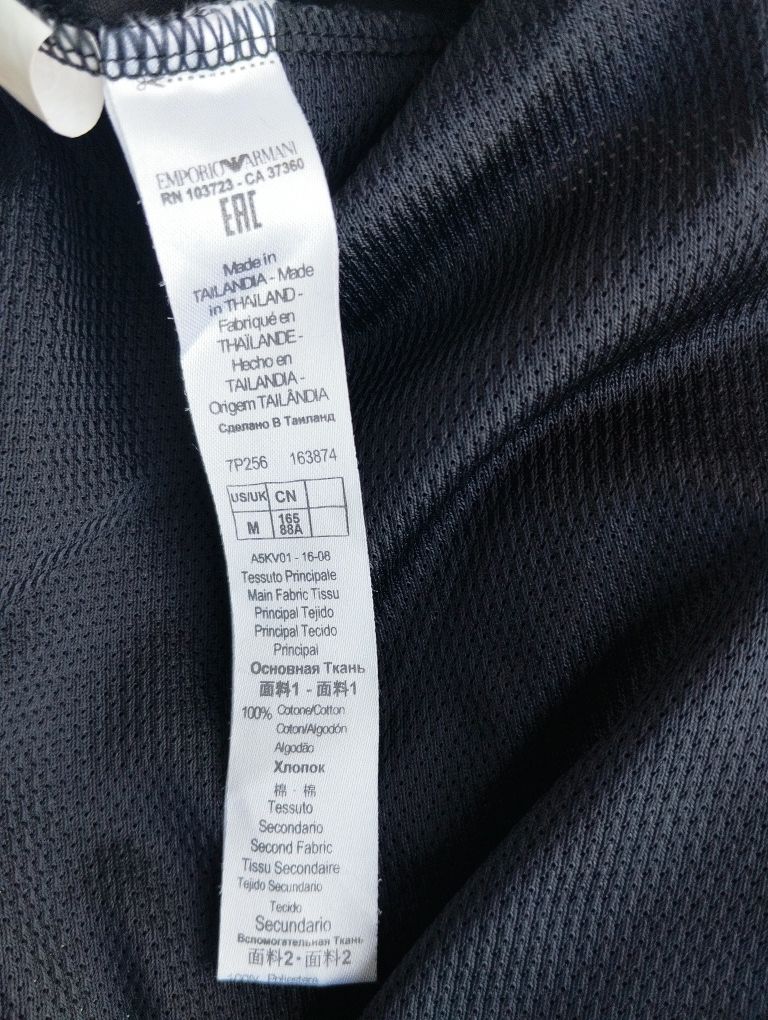 EMPORIO ARMANI
RN 103723 - CA 37360
EAC
Made in
TAILANDIA - Made
in THAILAND -
Fabriqué en
THAÏLANDE -
Hecho en
TAILANDIA -
Origem TAILÂNDIA
Сделано В Таиланд
7P256 163874
US/UK CN
M 165
88A
A5KV01 - 16-08
Tessuto Principale
Main Fabric Tissu
Principal Tejido
Principal Tecido
Principal
Основная Ткань
面料1 - 面料1
100% Cotone/Cotton
Coton/Algodón
Algodão
Хлопок
棉 - 棉
Tessuto
Secondario
Second Fabric
Tissu Secondaire
Tejido Secundario
Tecido
Secundario
Вспомогательная Ткань
面料2 - 面料2
100% Poliestere